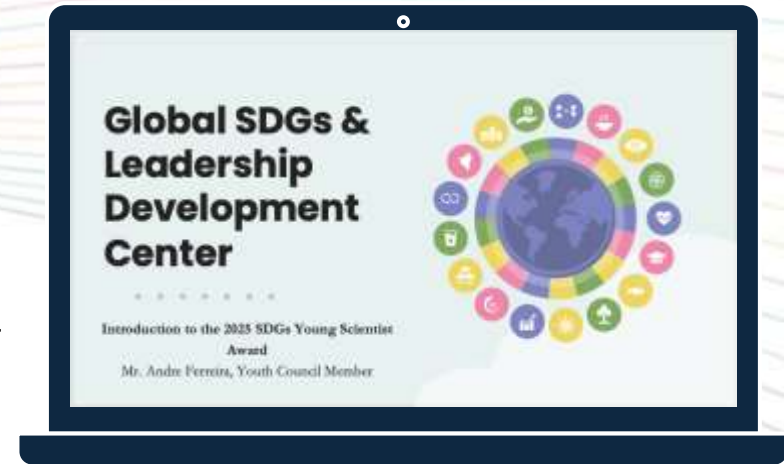 Global SDGs &
Leadership
Development
Center
Introduction to the 2025 SDGs Young Scientist
Award
Mr. Andre Ferreira, Youth Council Member